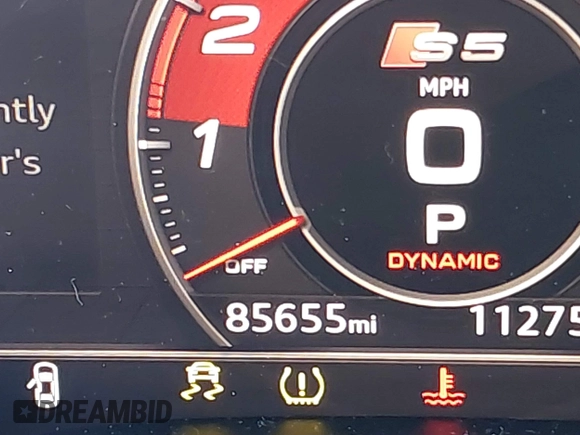 2
S5
MPH
ntly
1
0
r's
P
DYNAMIC
OFF
85655mi
11275
DREAMBID